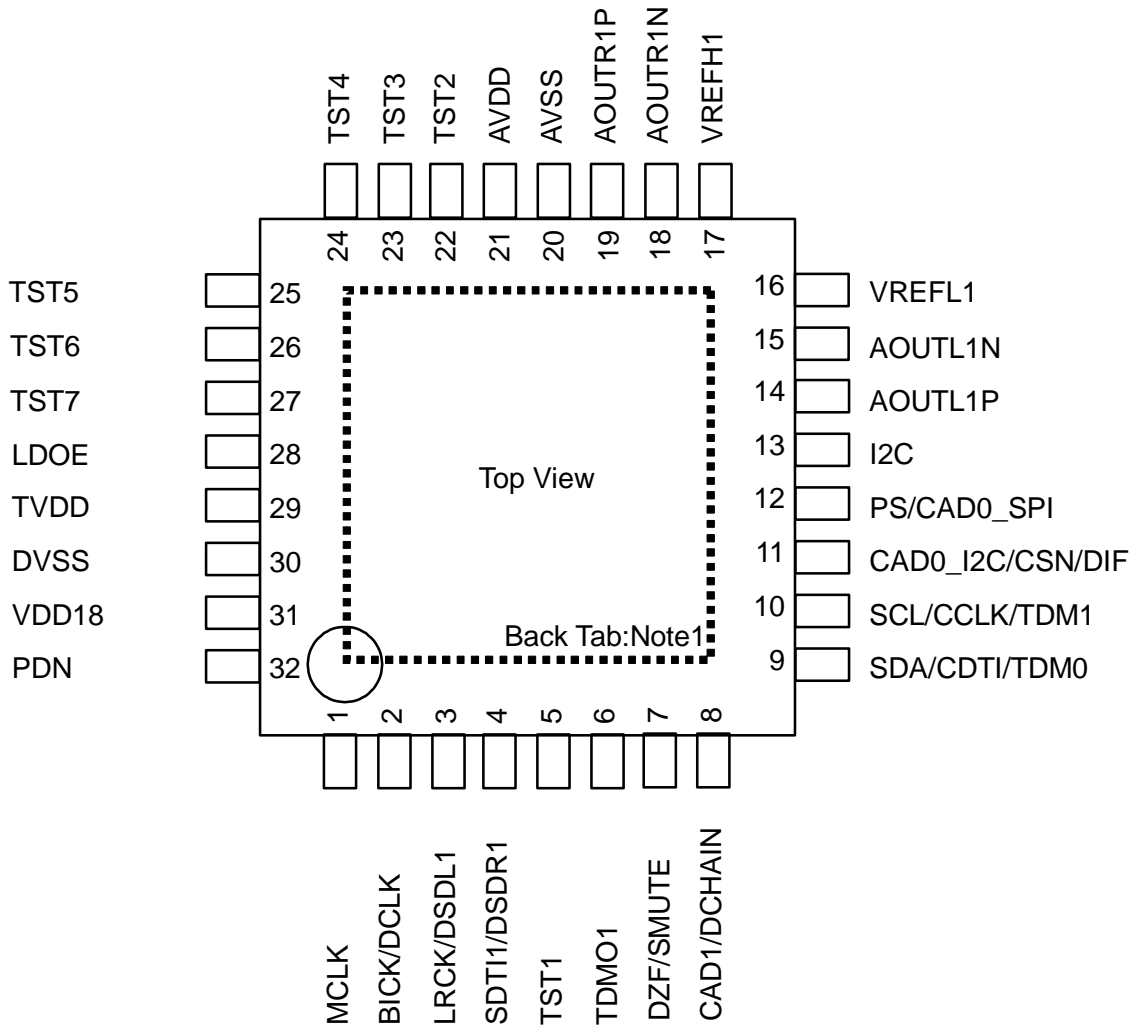 TST4
TST3
TST2
AVDD
AVSS
AOUTR1P
AOUTR1N
VREFH1
24
23
22
21
20
19
18
17
TST5
25
16
VREFL1
TST6
26
15
AOUTL1N
TST7
27
14
AOUTL1P
LDOE
28
13
I2C
TVDD
29
Top View
12
PS/CAD0_SPI
DVSS
30
11
CAD0_I2C/CSN/DIF
VDD18
31
10
SCL/CCLK/TDM1
Back Tab:Note1
PDN
32
9
SDA/CDTI/TDM0
1
2
3
4
5
6
7
8
MCLK
BICK/DCLK
LRCK/DSDL1
SDTI1/DSDR1
TST1
TDMO1
DZF/SMUTE
CAD1/DCHAIN